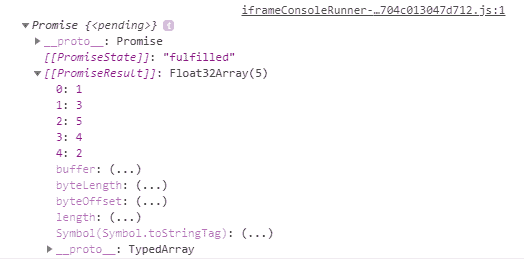 iframeConsoleRunner-…704c013047d712.js:1
Promise {<pending>} i
__proto__: Promise
[[PromiseState]]: "fulfilled"
[[PromiseResult]]: Float32Array(5)
0: 1
1: 3
2: 5
3: 4
4: 2
buffer: (...)
byteLength: (...)
byteOffset: (...)
length: (...)
Symbol(Symbol.toStringTag): (...)
__proto__: TypedArray